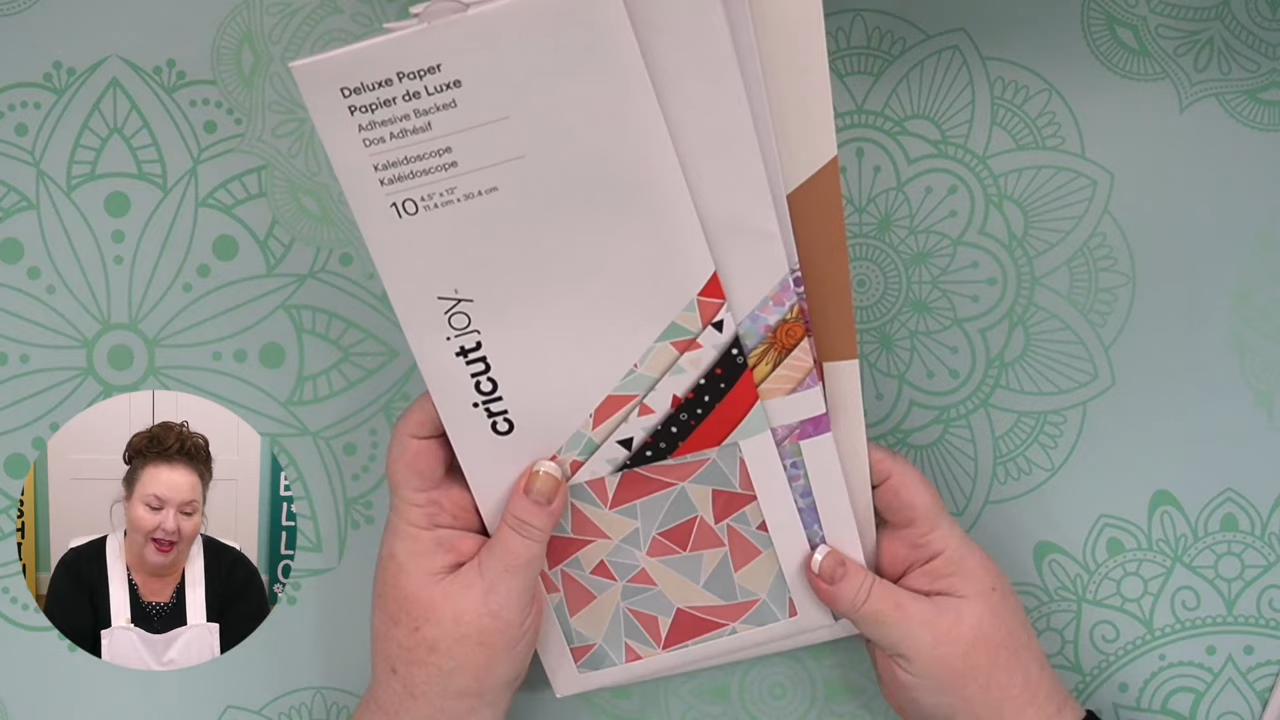 Deluxe Paper
Papier de Luxe
Adhesive Backed
Dos Adhésif
Kaleidoscope
Kaléidoscope
10 4.5" x 12"
11.4 cm x 30.4 cm
cricut joy™